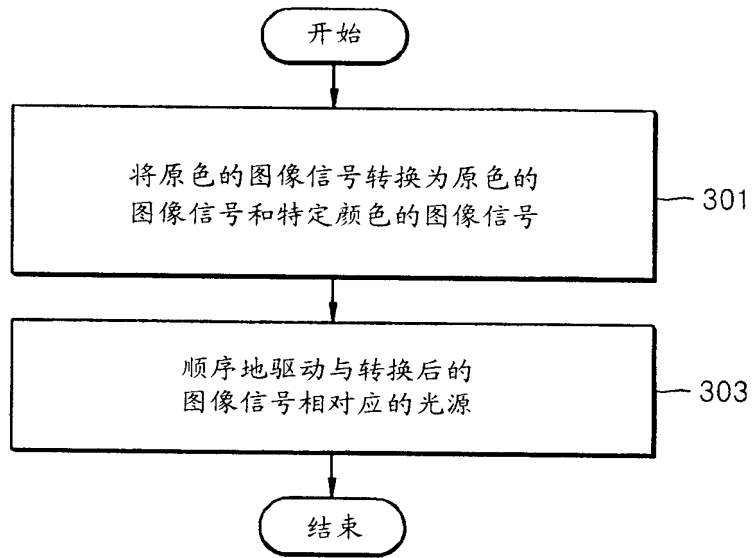 开始
将原色的图像信号转换为原色的
图像信号和特定颜色的图像信号
301
顺序地驱动与转换后的
图像信号相对应的光源
303
结束